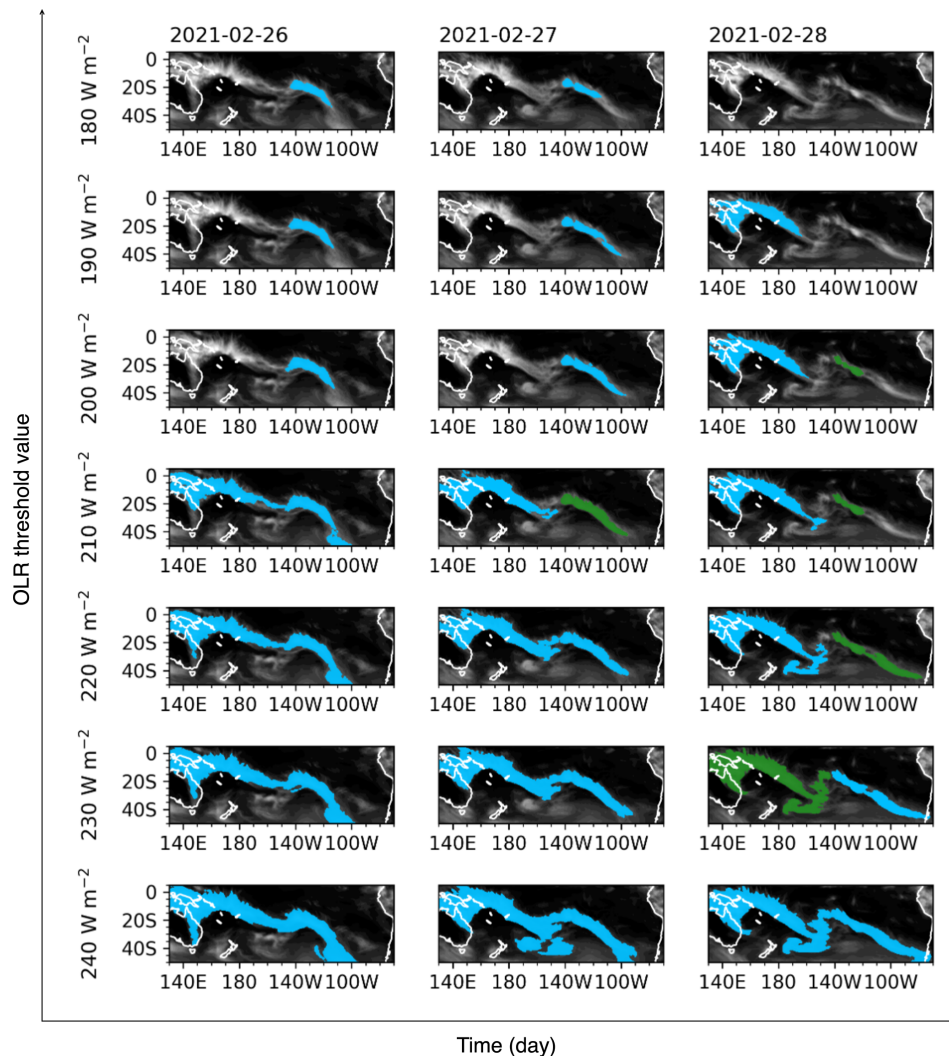 2021-02-26 2021-02-27 2021-02-28
180 W m−2
0
20S
40S
140E 180 140W 100W 140E 180 140W 100W 140E 180 140W 100W
190 W m−2
0
20S
40S
140E 180 140W 100W 140E 180 140W 100W 140E 180 140W 100W
200 W m−2
0
20S
40S
140E 180 140W 100W 140E 180 140W 100W 140E 180 140W 100W
OLR threshold value
210 W m−2
0
20S
40S
140E 180 140W 100W 140E 180 140W 100W 140E 180 140W 100W
220 W m−2
0
20S
40S
140E 180 140W 100W 140E 180 140W 100W 140E 180 140W 100W
230 W m−2
0
20S
40S
140E 180 140W 100W 140E 180 140W 100W 140E 180 140W 100W
240 W m−2
0
20S
40S
140E 180 140W 100W 140E 180 140W 100W 140E 180 140W 100W
Time (day)